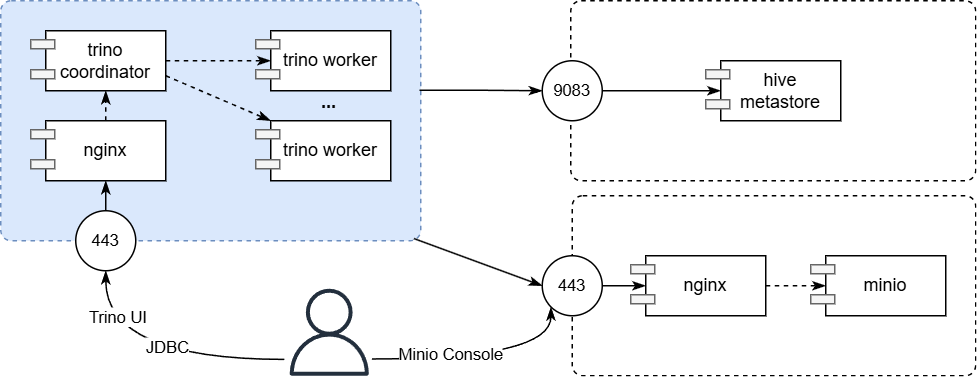 trino
coordinator
trino worker
...
nginx
trino worker
443
9083
hive
metastore
443
nginx
minio
Trino UI
JDBC
Minio Console